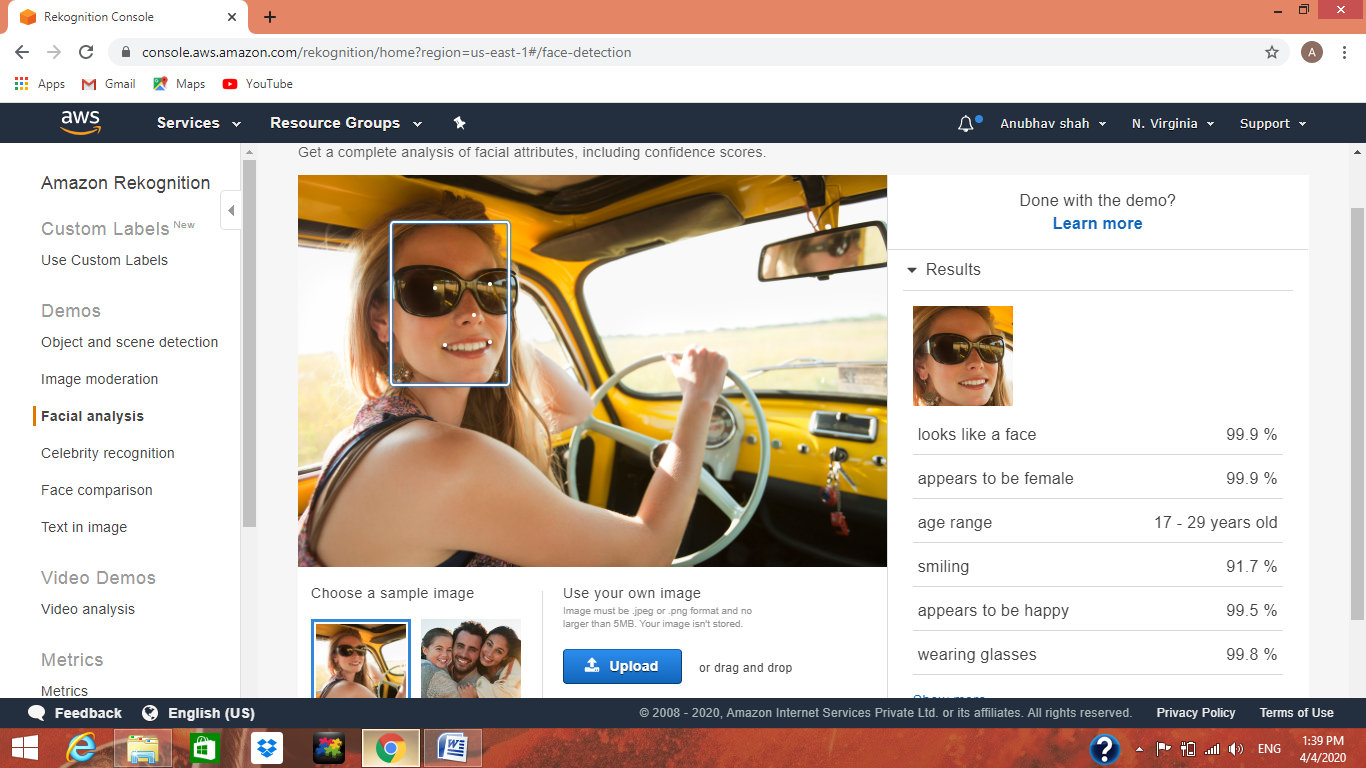 Rekognition Console
console.aws.amazon.com/rekognition/home?region=us-east-1#/face-detection
A
Apps Gmail Maps YouTube
aws Services Resource Groups Anubhav shah N. Virginia Support
Amazon Rekognition
Custom Labels New
Use Custom Labels
Demos
Object and scene detection
Image moderation
Facial analysis
Celebrity recognition
Face comparison
Text in image
Video Demos
Video analysis
Metrics
Metrics
Get a complete analysis of facial attributes, including confidence scores.
Choose a sample image
Use your own image
Image must be .jpeg or .png format and no
larger than 5MB. Your image isn't stored.
Upload or drag and drop
Done with the demo?
Learn more
Results
looks like a face 99.9 %
appears to be female 99.9 %
age range 17 - 29 years old
smiling 91.7 %
appears to be happy 99.5 %
wearing glasses 99.8 %
Show more
Feedback English (US) © 2008 - 2020, Amazon Internet Services Private Ltd. or its affiliates. All rights reserved. Privacy Policy Terms of Use
ENG
1:39 PM
4/4/2020